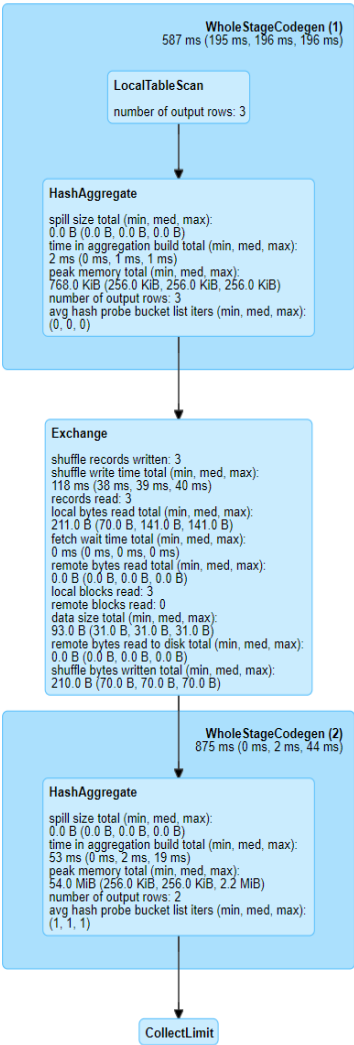 WholeStageCodegen (1)
587 ms (195 ms, 196 ms, 196 ms)
LocalTableScan
number of output rows: 3
HashAggregate
spill size total (min, med, max):
0.0 B (0.0 B, 0.0 B, 0.0 B)
time in aggregation build total (min, med, max):
2 ms (0 ms, 1 ms, 1 ms)
peak memory total (min, med, max):
768.0 KiB (256.0 KiB, 256.0 KiB, 256.0 KiB)
number of output rows: 3
avg hash probe bucket list iters (min, med, max):
(0, 0, 0)
Exchange
shuffle records written: 3
shuffle write time total (min, med, max):
118 ms (38 ms, 39 ms, 40 ms)
records read: 3
local bytes read total (min, med, max):
211.0 B (70.0 B, 141.0 B, 141.0 B)
fetch wait time total (min, med, max):
0 ms (0 ms, 0 ms, 0 ms)
remote bytes read total (min, med, max):
0.0 B (0.0 B, 0.0 B, 0.0 B)
local blocks read: 3
remote blocks read: 0
data size total (min, med, max):
93.0 B (31.0 B, 31.0 B, 31.0 B)
remote bytes read to disk total (min, med, max):
0.0 B (0.0 B, 0.0 B, 0.0 B)
shuffle bytes written total (min, med, max):
210.0 B (70.0 B, 70.0 B, 70.0 B)
WholeStageCodegen (2)
875 ms (0 ms, 2 ms, 44 ms)
HashAggregate
spill size total (min, med, max):
0.0 B (0.0 B, 0.0 B, 0.0 B)
time in aggregation build total (min, med, max):
53 ms (0 ms, 2 ms, 19 ms)
peak memory total (min, med, max):
54.0 MiB (256.0 KiB, 256.0 KiB, 2.2 MiB)
number of output rows: 2
avg hash probe bucket list iters (min, med, max):
(1, 1, 1)
CollectLimit